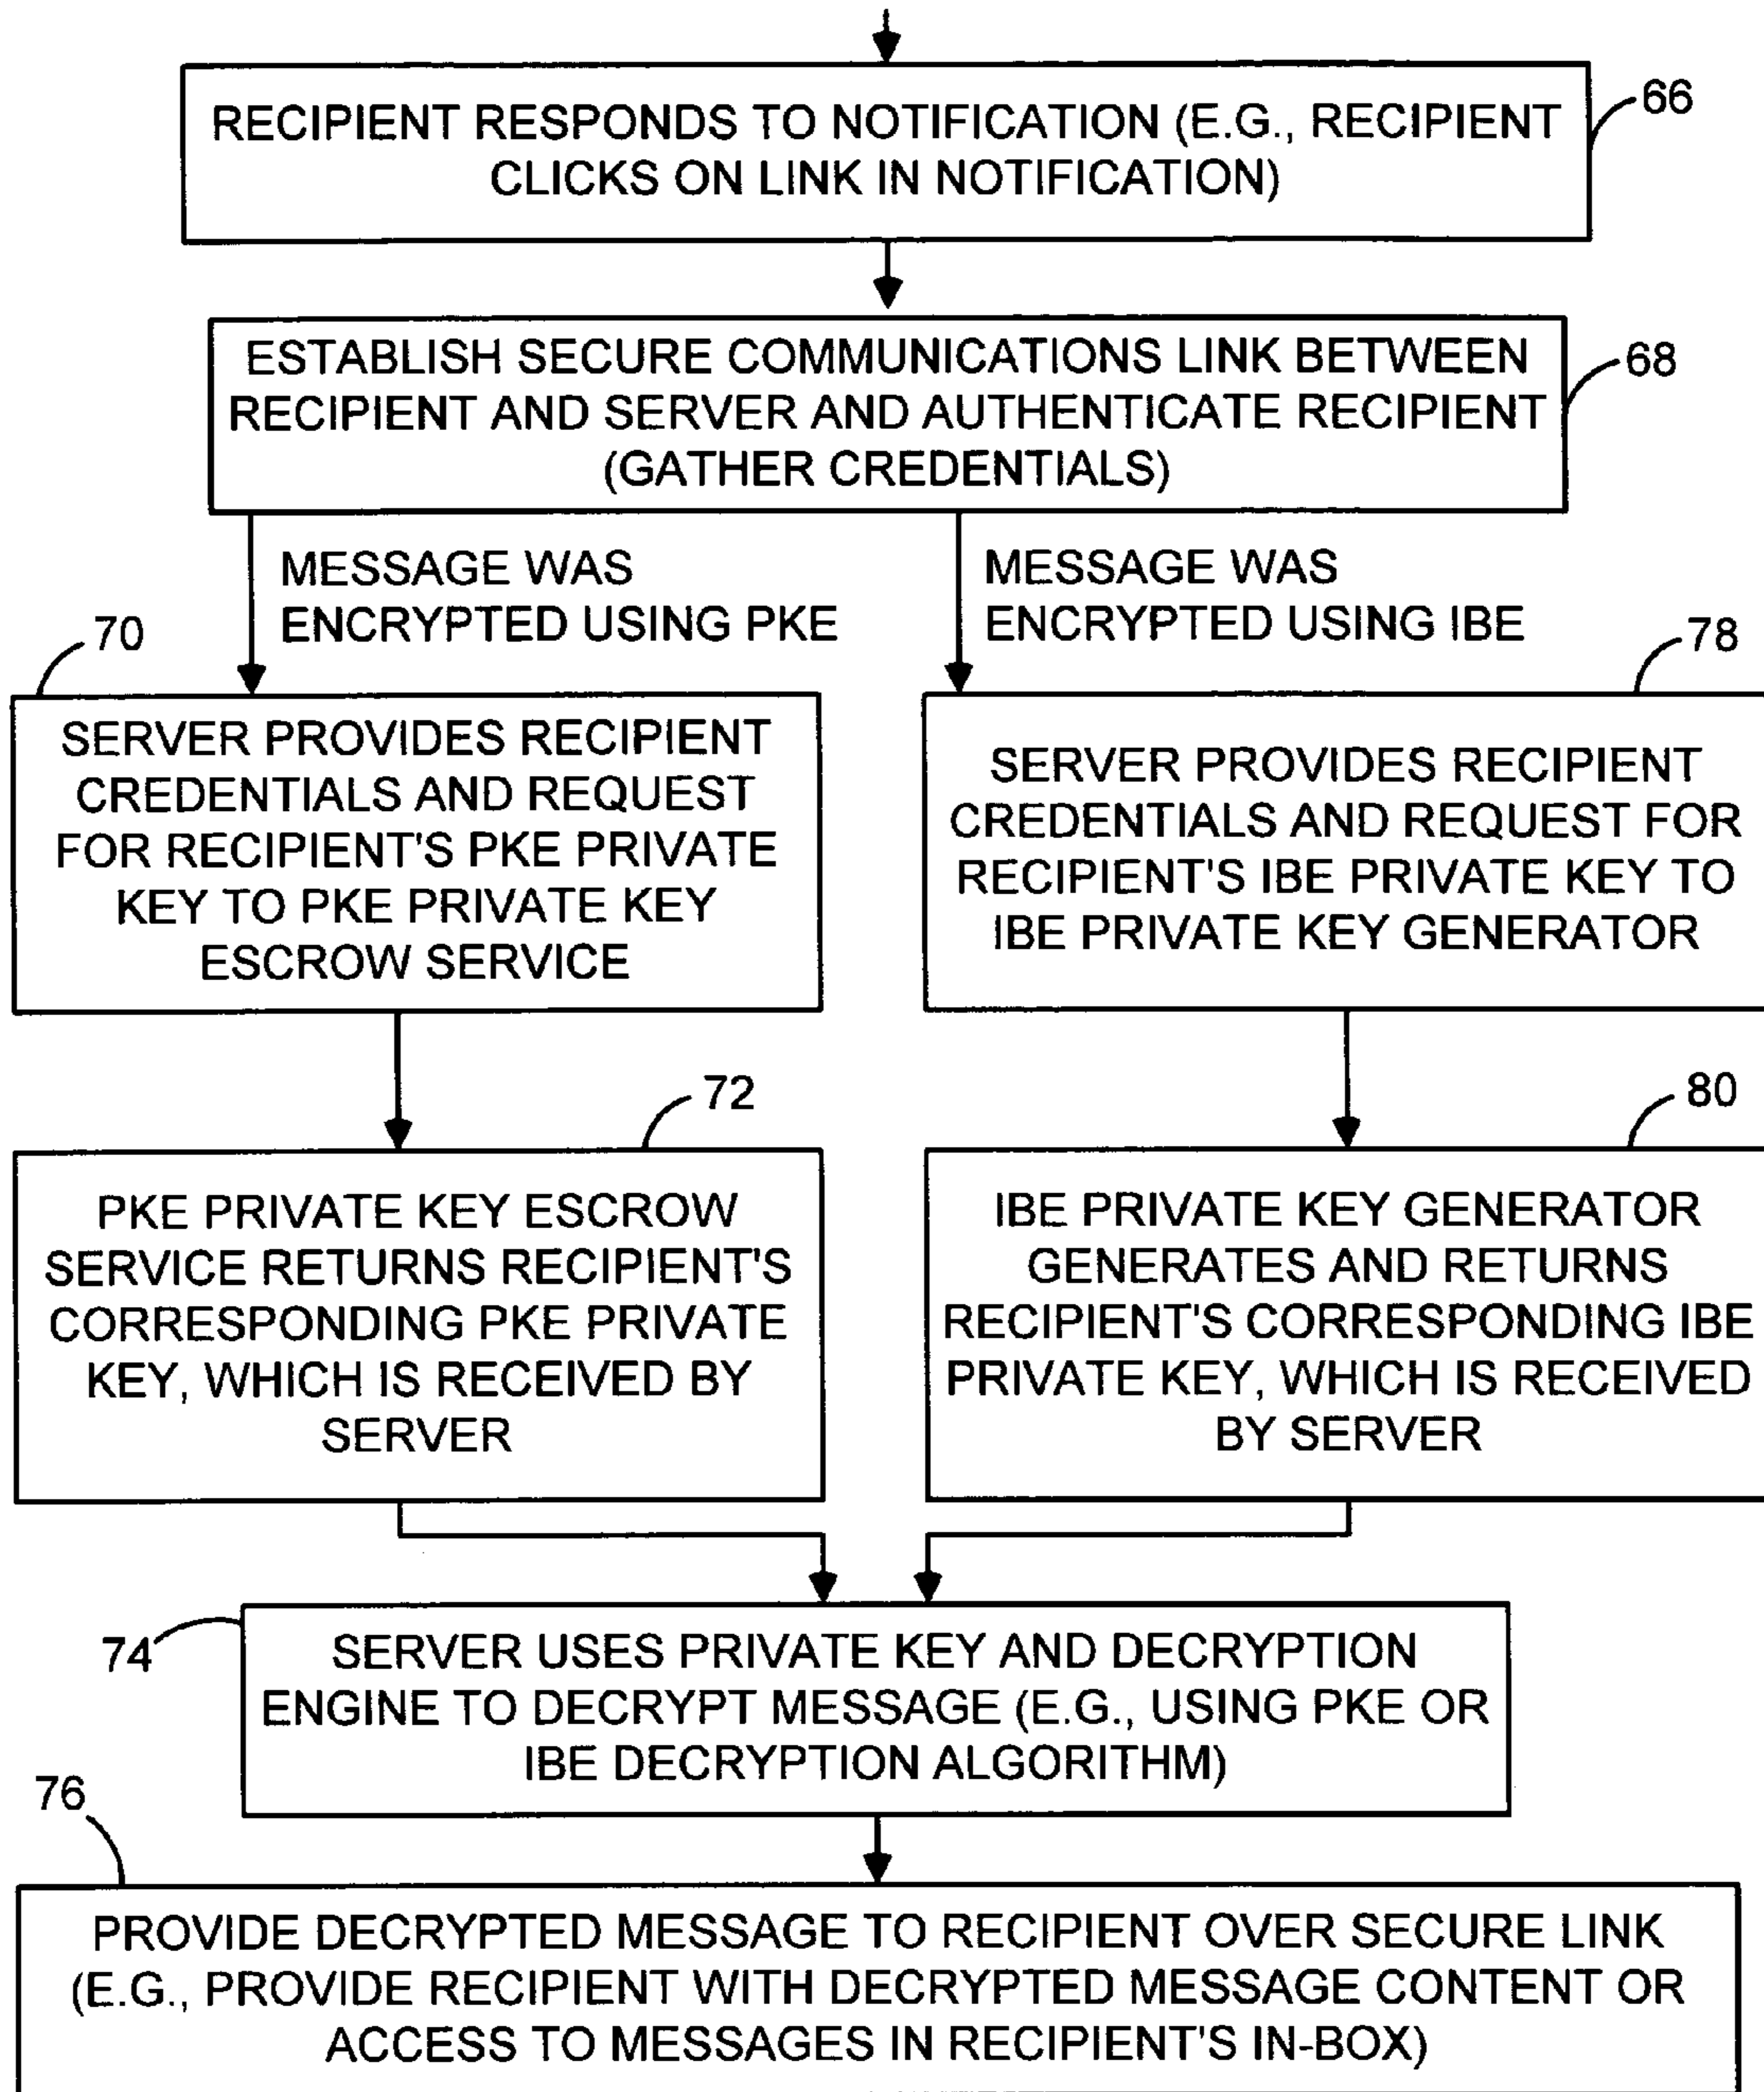 RECIPIENT RESPONDS TO NOTIFICATION (E.G., RECIPIENT
CLICKS ON LINK IN NOTIFICATION)
66
ESTABLISH SECURE COMMUNICATIONS LINK BETWEEN
RECIPIENT AND SERVER AND AUTHENTICATE RECIPIENT
(GATHER CREDENTIALS)
68
MESSAGE WAS
ENCRYPTED USING PKE
MESSAGE WAS
ENCRYPTED USING IBE
70
SERVER PROVIDES RECIPIENT
CREDENTIALS AND REQUEST
FOR RECIPIENT'S PKE PRIVATE
KEY TO PKE PRIVATE KEY
ESCROW SERVICE
78
SERVER PROVIDES RECIPIENT
CREDENTIALS AND REQUEST FOR
RECIPIENT'S IBE PRIVATE KEY TO
IBE PRIVATE KEY GENERATOR
72
PKE PRIVATE KEY ESCROW
SERVICE RETURNS RECIPIENT'S
CORRESPONDING PKE PRIVATE
KEY, WHICH IS RECEIVED BY
SERVER
80
IBE PRIVATE KEY GENERATOR
GENERATES AND RETURNS
RECIPIENT'S CORRESPONDING IBE
PRIVATE KEY, WHICH IS RECEIVED
BY SERVER
74
SERVER USES PRIVATE KEY AND DECRYPTION
ENGINE TO DECRYPT MESSAGE (E.G., USING PKE OR
IBE DECRYPTION ALGORITHM)
76
PROVIDE DECRYPTED MESSAGE TO RECIPIENT OVER SECURE LINK
(E.G., PROVIDE RECIPIENT WITH DECRYPTED MESSAGE CONTENT OR
ACCESS TO MESSAGES IN RECIPIENT'S IN-BOX)